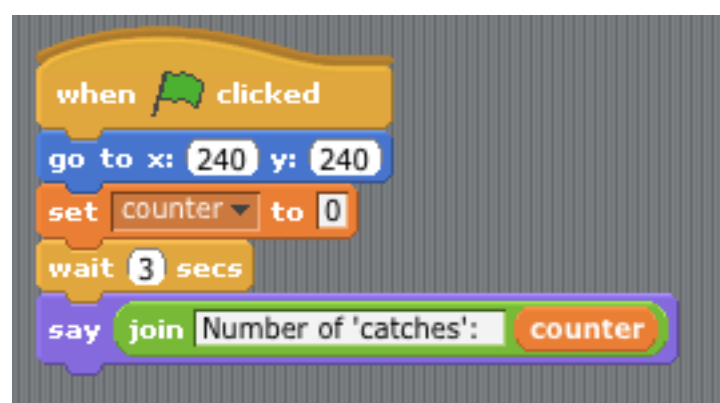 when clicked
go to x: 240 y: 240
set counter to 0
wait 3 secs
say join Number of 'catches': counter